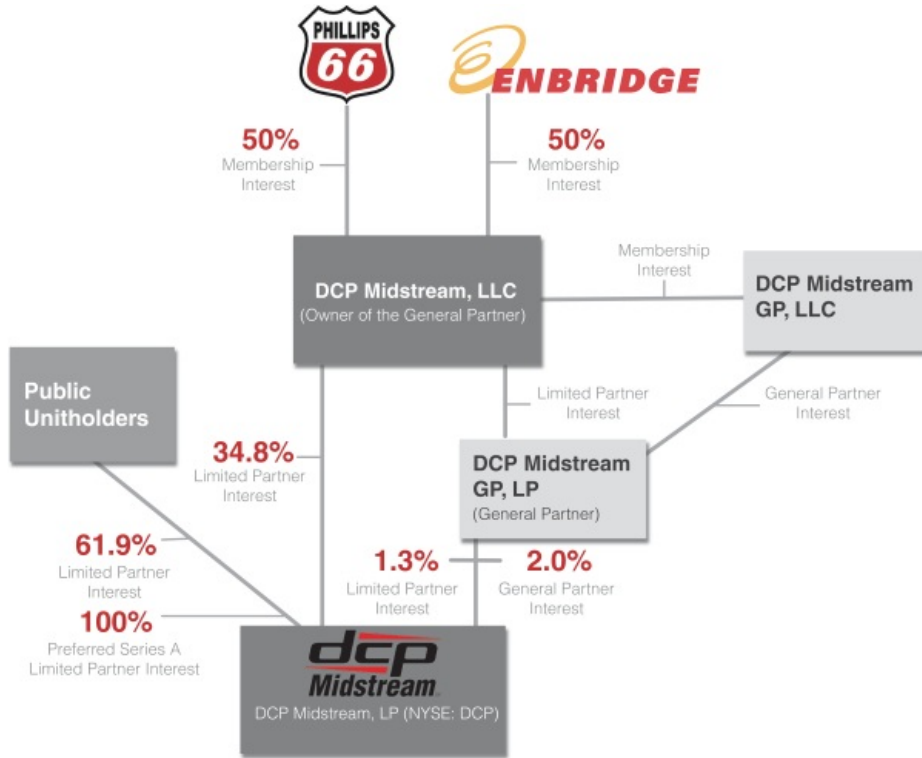 PHILLIPS
66
ENBRIDGE
50%
Membership
Interest
50%
Membership
Interest
DCP Midstream, LLC
(Owner of the General Partner)
Membership
Interest
DCP Midstream
GP, LLC
Public
Unitholders
34.8%
Limited Partner
Interest
Limited Partner
Interest
General Partner
Interest
DCP Midstream
GP, LP
(General Partner)
61.9%
Limited Partner
Interest
100%
Preferred Series A
Limited Partner Interest
1.3%
Limited Partner
Interest
2.0%
General Partner
Interest
dcp
Midstream
DCP Midstream, LP (NYSE: DCP)